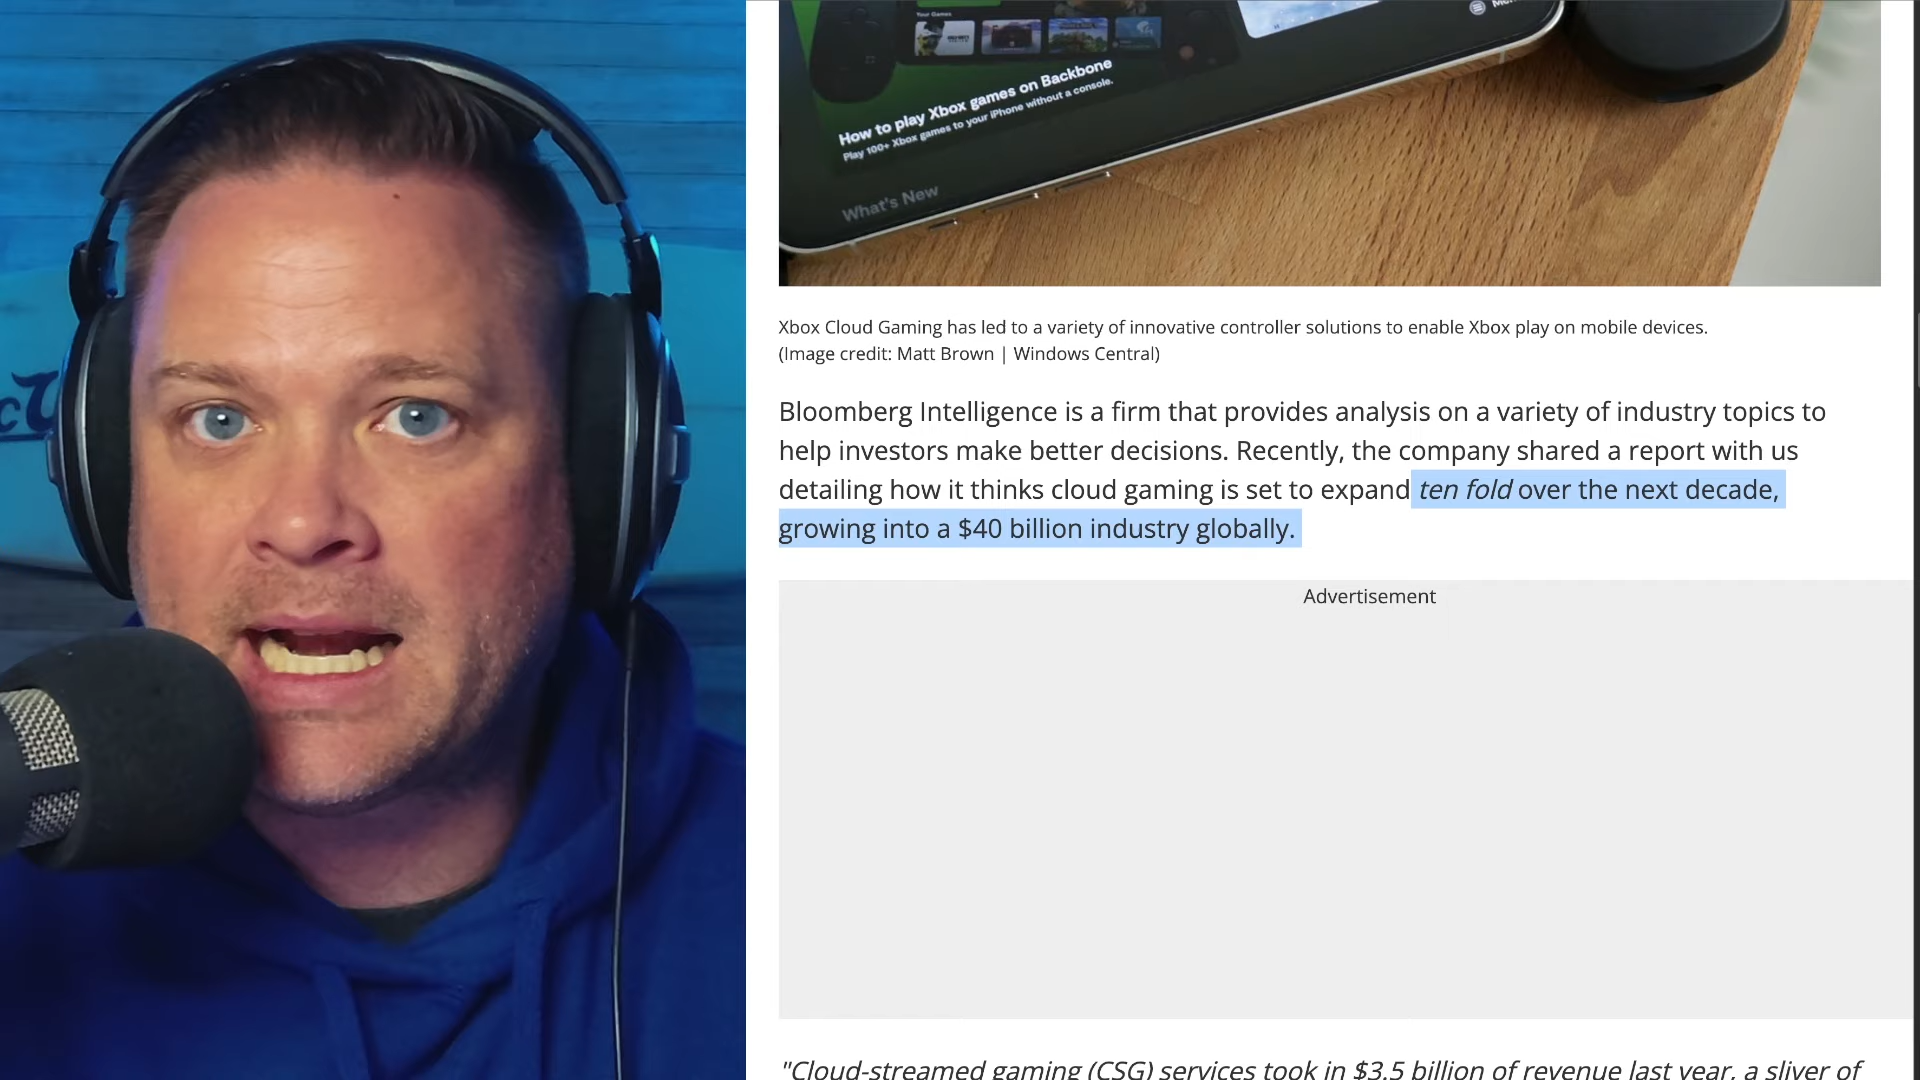 Your Games
How to play Xbox games on Backbone
Play 100+ Xbox games to your iPhone without a console.
What's New
Xbox Cloud Gaming has led to a variety of innovative controller solutions to enable Xbox play on mobile devices.
(Image credit: Matt Brown | Windows Central)
Bloomberg Intelligence is a firm that provides analysis on a variety of industry topics to
help investors make better decisions. Recently, the company shared a report with us
detailing how it thinks cloud gaming is set to expand ten fold over the next decade,
growing into a $40 billion industry globally.
Advertisement
"Cloud-streamed gaming (CSG) services took in $3.5 billion of revenue last year, a sliver of